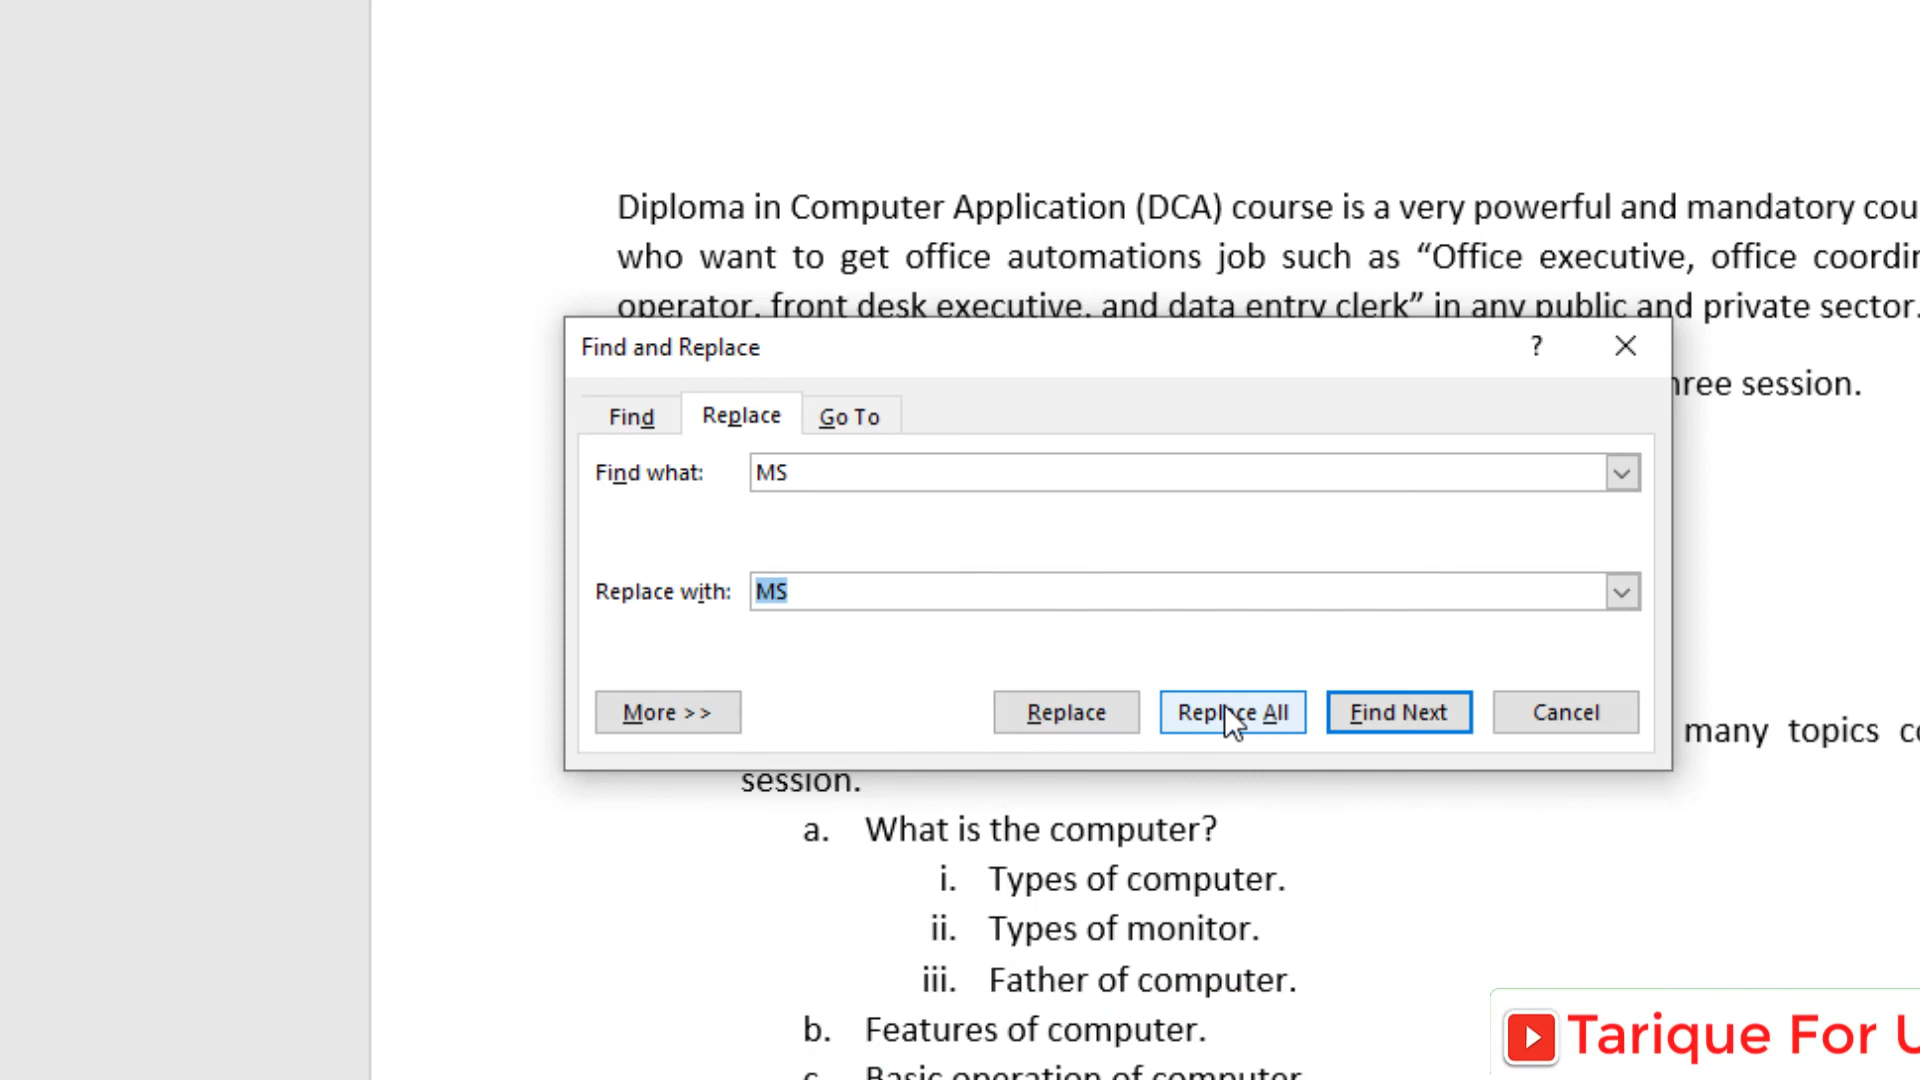 Diploma in Computer Application (DCA) course is a very powerful and mandatory
who want to get office automations job such as “Office executive, office
operator, front desk executive, and data entry clerk” in any public and private sector.
Find and Replace
?
session.
Find Replace Go To
Find what: MS
Replace with: MS
More >> Replace Replace All Find Next Cancel
many topics
session.
a. What is the computer?
i. Types of computer.
ii. Types of monitor.
iii. Father of computer.
b. Features of computer.
c. Basic operation of computer
Tarique For